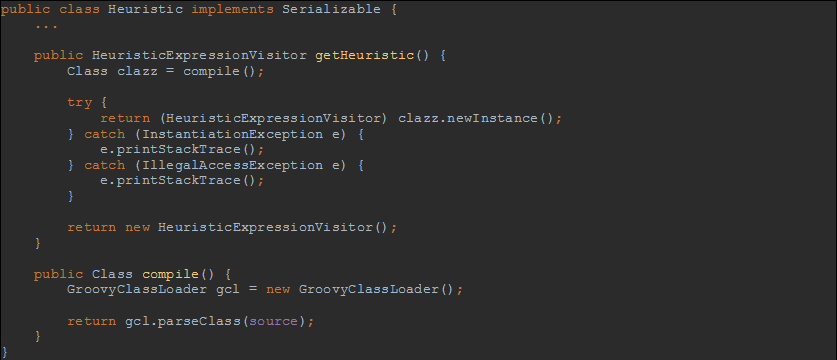 public class Heuristic implements Serializable {
    ...
    public HeuristicExpressionVisitor getHeuristic() {
        Class clazz = compile();
        try {
            return (HeuristicExpressionVisitor) clazz.newInstance();
        } catch (InstantiationException e) {
            e.printStackTrace();
        } catch (IllegalAccessException e) {
            e.printStackTrace();
        }
        return new HeuristicExpressionVisitor();
    }
    public Class compile() {
        GroovyClassLoader gcl = new GroovyClassLoader();
        return gcl.parseClass(source);
    }
}